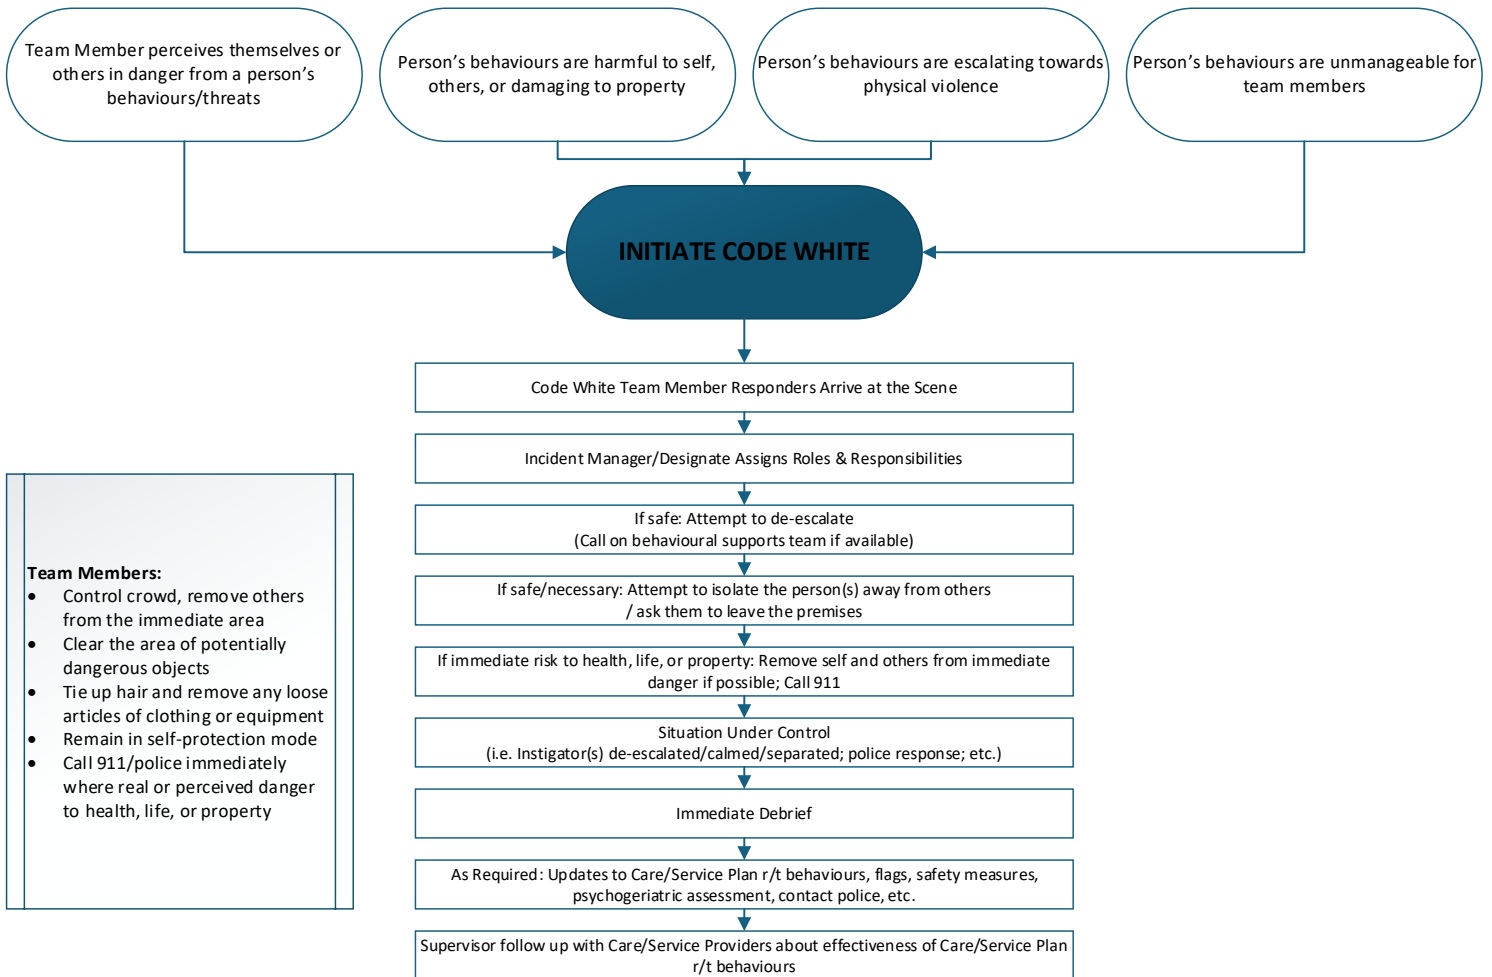 Team Member perceives themselves or
others in danger from a person's
behaviours/threats
Person's behaviours are harmful to self,
others, or damaging to property
Person's behaviours are escalating towards
physical violence
Person's behaviours are unmanageable for
team members
INITIATE CODE WHITE
Code White Team Member Responders Arrive at the Scene
Incident Manager/Designate Assigns Roles & Responsibilities
If safe: Attempt to de-escalate
(Call on behavioural supports team if available)
If safe/necessary: Attempt to isolate the person(s) away from others
/ ask them to leave the premises
If immediate risk to health, life, or property: Remove self and others from immediate
danger if possible; Call 911
Situation Under Control
(i.e. Instigator(s) de-escalated/calmed/separated; police response; etc.)
Immediate Debrief
As Required: Updates to Care/Service Plan r/t behaviours, flags, safety measures,
psychogeriatric assessment, contact police, etc.
Supervisor follow up with Care/Service Providers about effectiveness of Care/Service Plan
r/t behaviours
Team Members:
• Control crowd, remove others
from the immediate area
• Clear the area of potentially
dangerous objects
• Tie up hair and remove any loose
articles of clothing or equipment
• Remain in self-protection mode
• Call 911/police immediately
where real or perceived danger
to health, life, or property